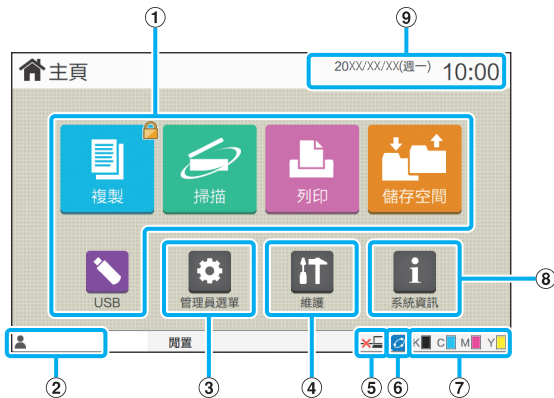 ① ⑨
主頁 20XX/XX/XX(週一) 10:00
複製 掃描 列印 儲存空間
USB 管理員選單 維護 系統資訊 ⑧
閒置 K C M Y
② ③ ④ ⑤ ⑥ ⑦